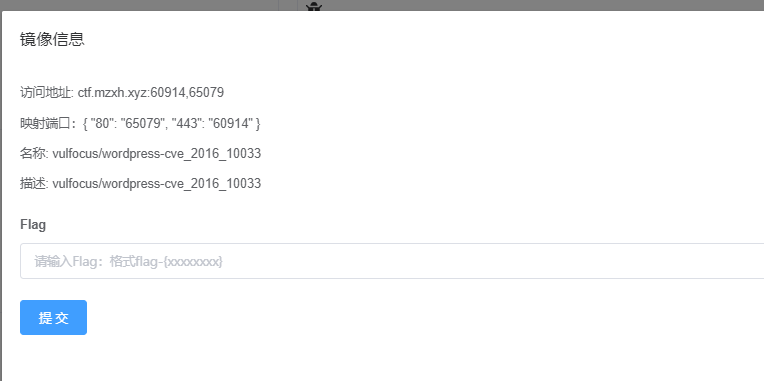 镜像信息
访问地址: ctf.mzxh.xyz:60914,65079
映射端口：{ "80": "65079", "443": "60914" }
名称: vulfocus/wordpress-cve_2016_10033
描述: vulfocus/wordpress-cve_2016_10033
Flag
请输入Flag：格式flag-{xxxxxxxx}
提 交